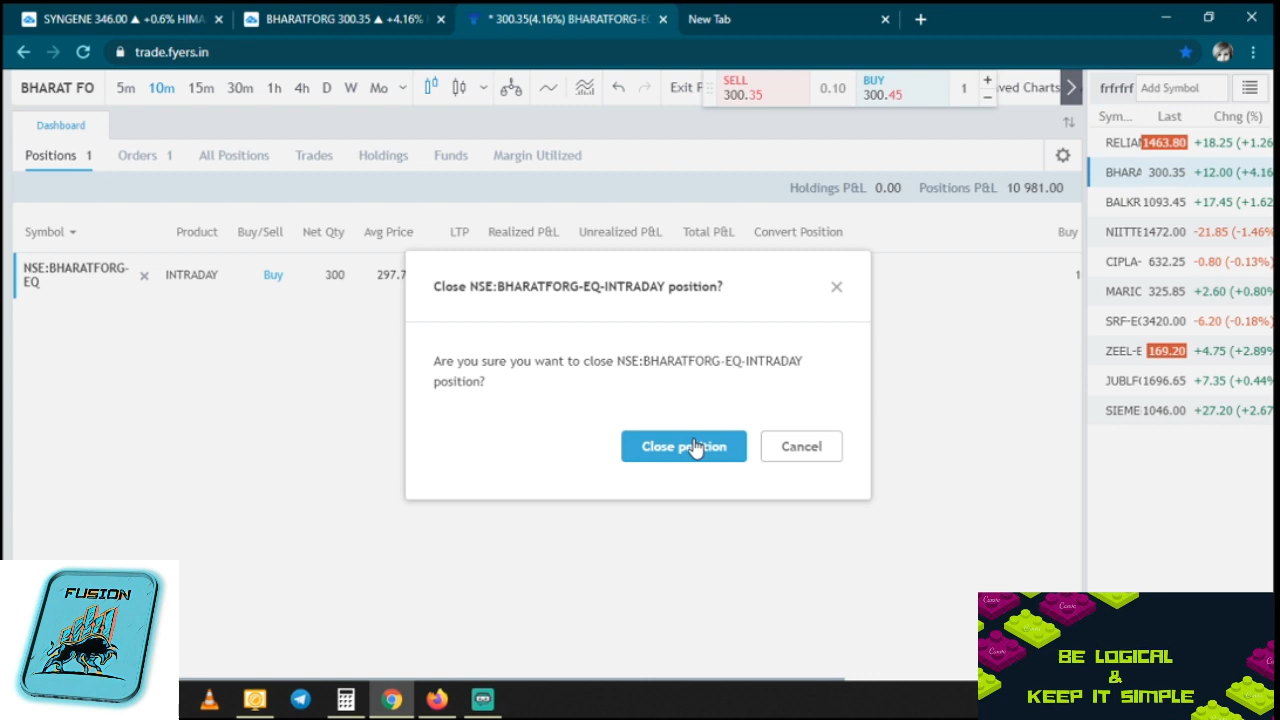 SYNGENE 346.00 ▲ +0.6% HIMA
BHARATFORG 300.35 ▲ +4.16%
* 300.35(4.16%) BHARATFORG-EQ
New Tab
trade.fyers.in
BHARAT FO 5m 10m 15m 30m 1h 4h D W Mo
Exit
SELL
300.35
0.10
BUY
300.45
1
ved Charts
frfrfrf Add Symbol
Dashboard
Sym... Last Chng (%)
Positions 1 Orders 1 All Positions Trades Holdings Funds Margin Utilized
Holdings P&L 0.00 Positions P&L 10 981.00
Symbol Product Buy/Sell Net Qty Avg Price LTP Realized P&L Unrealized P&L Total P&L Convert Position Buy
NSE:BHARATFORG-
EQ
INTRADAY Buy 300 297.7 1
Close NSE:BHARATFORG-EQ-INTRADAY position?
Are you sure you want to close NSE:BHARATFORG-EQ-INTRADAY
position?
Close position
Cancel
RELIA 1463.80 +18.25 (+1.26
BHARA 300.35 +12.00 (+4.16
BALKR 1093.45 +17.45 (+1.62
NIITTE 1472.00 -21.85 (-1.46%
CIPLA- 632.25 -0.80 (-0.13%)
MARIC 325.85 +2.60 (+0.80%
SRF-E 3420.00 -6.20 (-0.18%)
ZEEL-E 169.20 +4.75 (+2.89%
JUBLF 1696.65 +7.35 (+0.44%
SIEME 1046.00 +27.20 (+2.67
FUSION
Canva
Canva
Canva
Canva
BE LOGICAL
&
KEEP IT SIMPLE